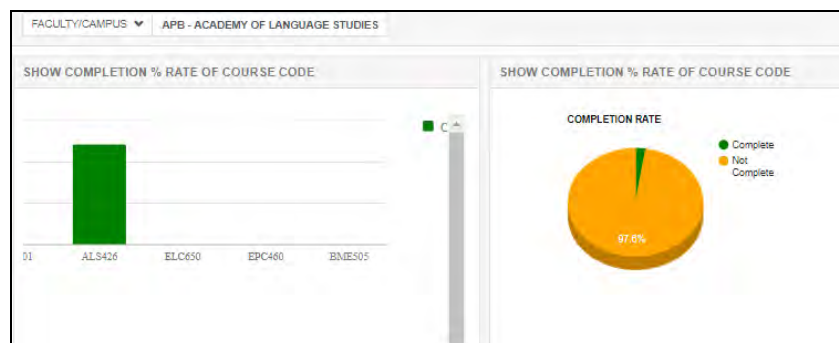 FACULTY/CAMPUS APB - ACADEMY OF LANGUAGE STUDIES
SHOW COMPLETION % RATE OF COURSE CODE
C
01 ALS426 ELC650 EPC460 BME505
SHOW COMPLETION % RATE OF COURSE CODE
COMPLETION RATE
Complete
Not
Complete
97.6%